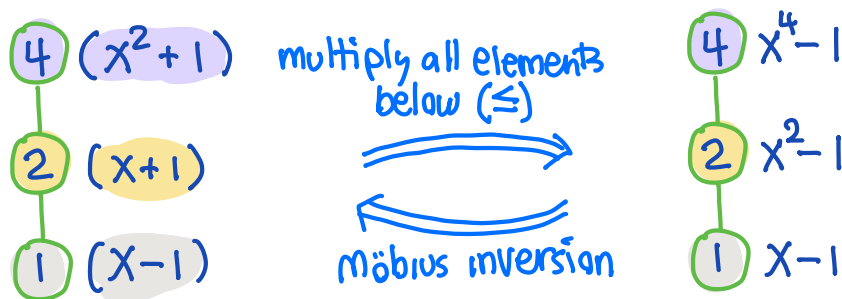 4 (x²+1)
multiply all elements
below (≤)
4 x⁴-1
2 (x+1)
2 x²-1
1 (x-1)
möbius inversion
1 x-1